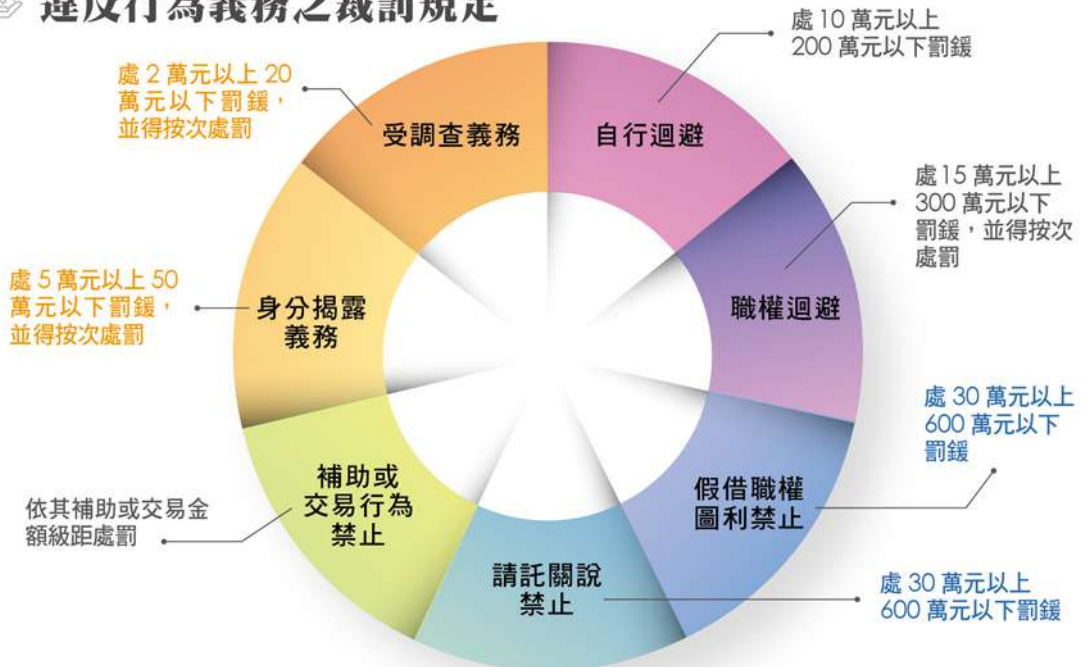 違反行為義務之裁罰規定
處 10 萬元以上
200 萬元以下罰鍰
自行迴避
處15 萬元以上
300 萬元以下
罰鍰，並得按次
處罰
職權迴避
處 30 萬元以上
600 萬元以下
罰鍰
假借職權
圖利禁止
處 30 萬元以上
600 萬元以下罰鍰
請託關說
禁止
依其補助或交易金
額級距處罰
補助或
交易行為
禁止
處 5 萬元以上 50
萬元以下罰鍰，
並得按次處罰
身分揭露
義務
處 2 萬元以上 20
萬元以下罰鍰，
並得按次處罰
受調查義務